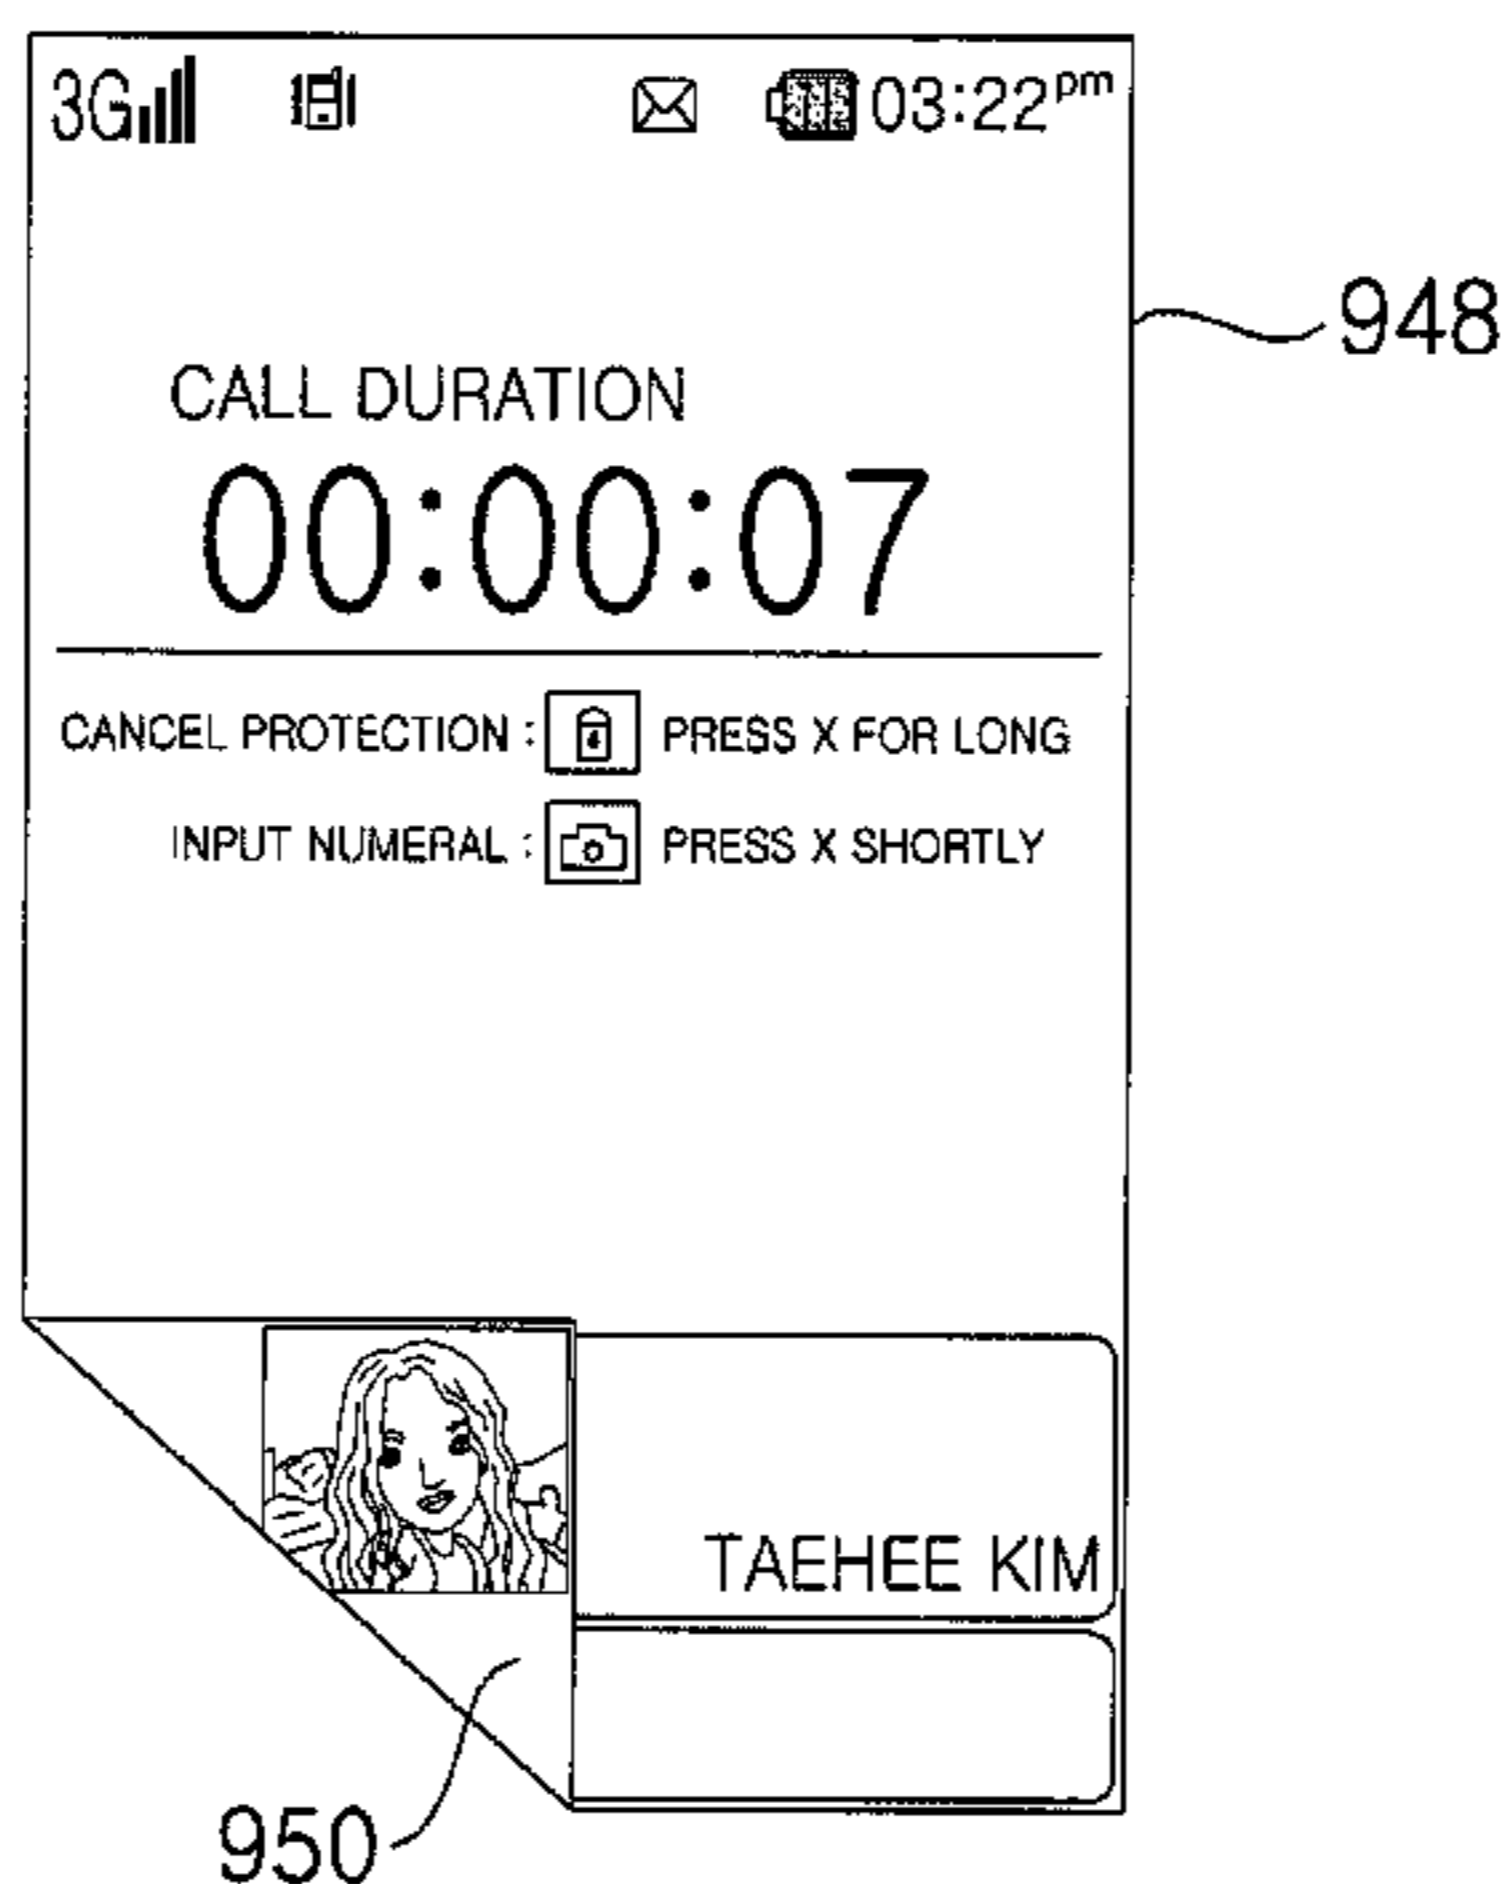 3G 03:22pm
948
CALL DURATION
00:00:07
CANCEL PROTECTION : PRESS X FOR LONG
INPUT NUMERAL : PRESS X SHORTLY
TAEHEE KIM
950